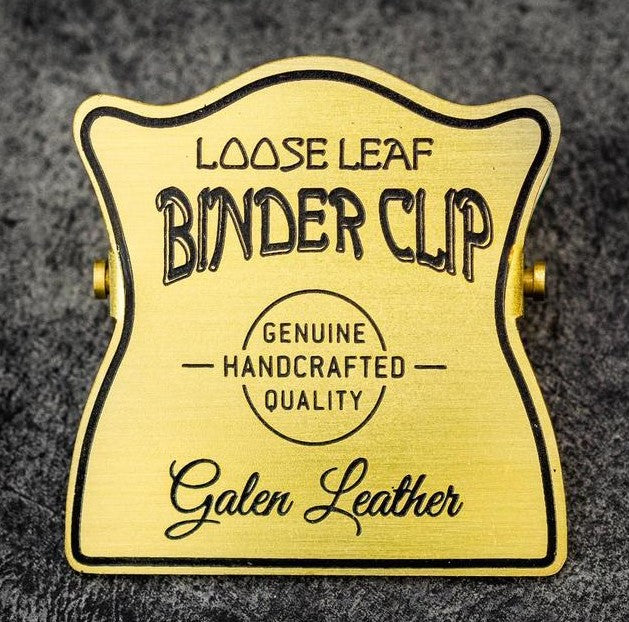 LOOSE LEAF
BINDER CLIP
GENUINE
HANDCRAFTED
QUALITY
Galen Leather